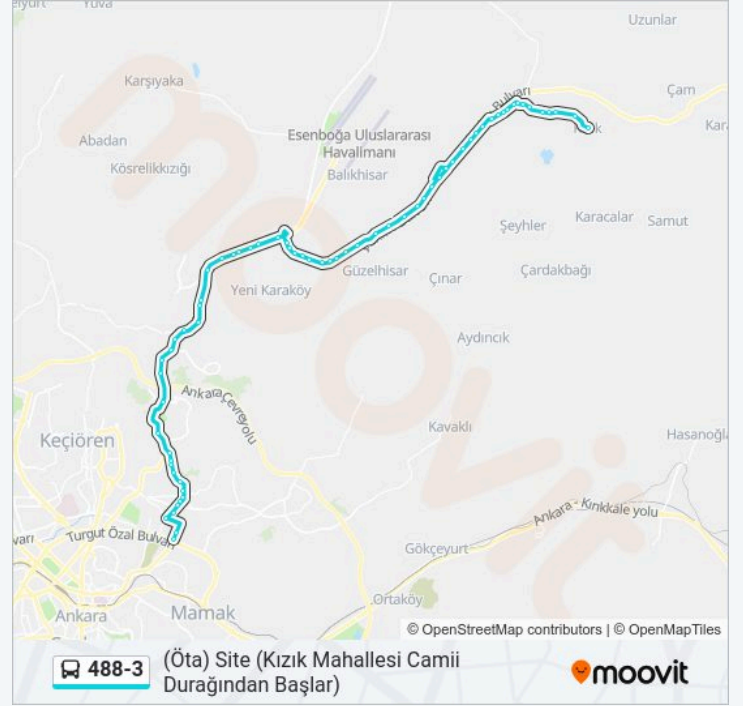 Yuva
Uzunlar
Karşıyaka
Bulvarı
Çam
Esenboğa Uluslararası
Havalimanı
Abadan
Kösrelikkızığı
Balıkhisar
Şeyhler
Karacalar
Samut
Güzelhisar
Çınar
Çardakbağı
Yeni Karaköy
Aydıncık
Ankara Çevreyolu
Keçiören
Kavaklı
Hasanoğla
Ankara - Kırıkkale yolu
Turgut Özal Bulvarı
Gökçeyurt
Ankara
Mamak
Ortaköy
moovit
© OpenStreetMap contributors | © OpenMapTiles
488-3
(Öta) Site (Kızık Mahallesi Camii
Durağından Başlar)
moovit